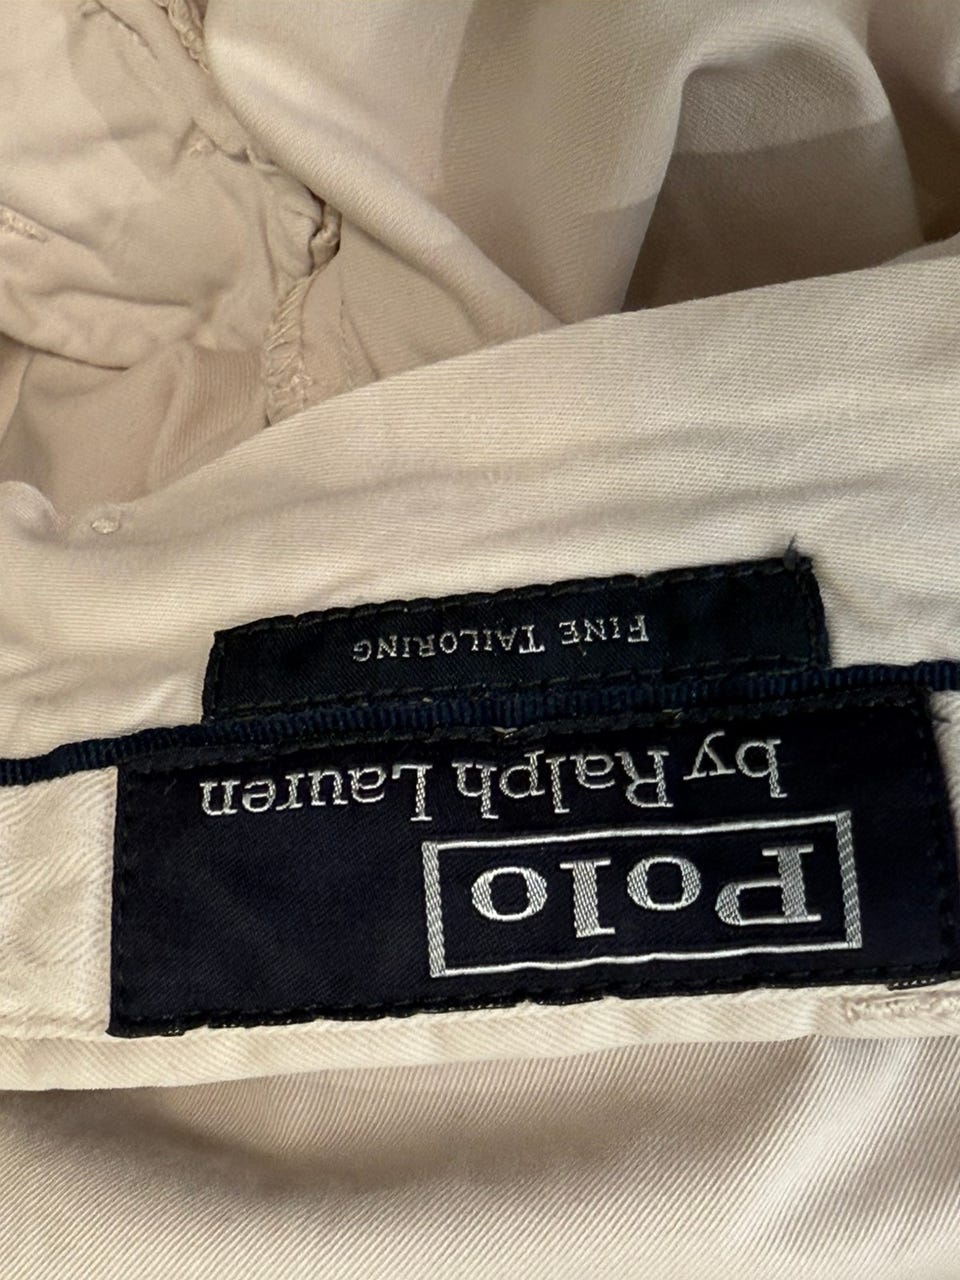 Polo
by Ralph Lauren
FINE TAILORING